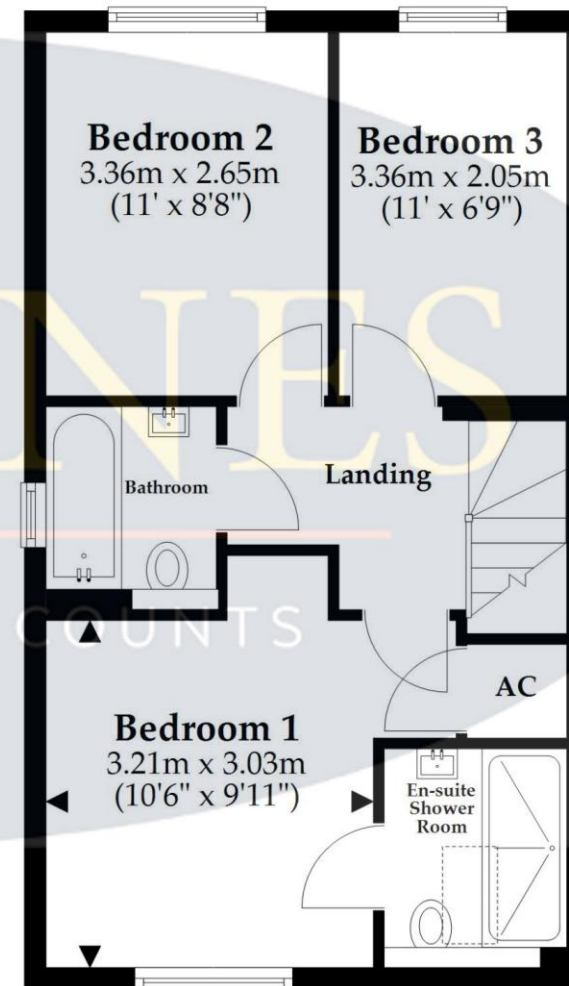 Bedroom 2
3.36m x 2.65m
(11' x 8'8")
Bedroom 3
3.36m x 2.05m
(11' x 6'9")
NES
Bathroom
Landing
COUNTS
AC
Bedroom 1
3.21m x 3.03m
(10'6" x 9'11")
En-suite
Shower
Room